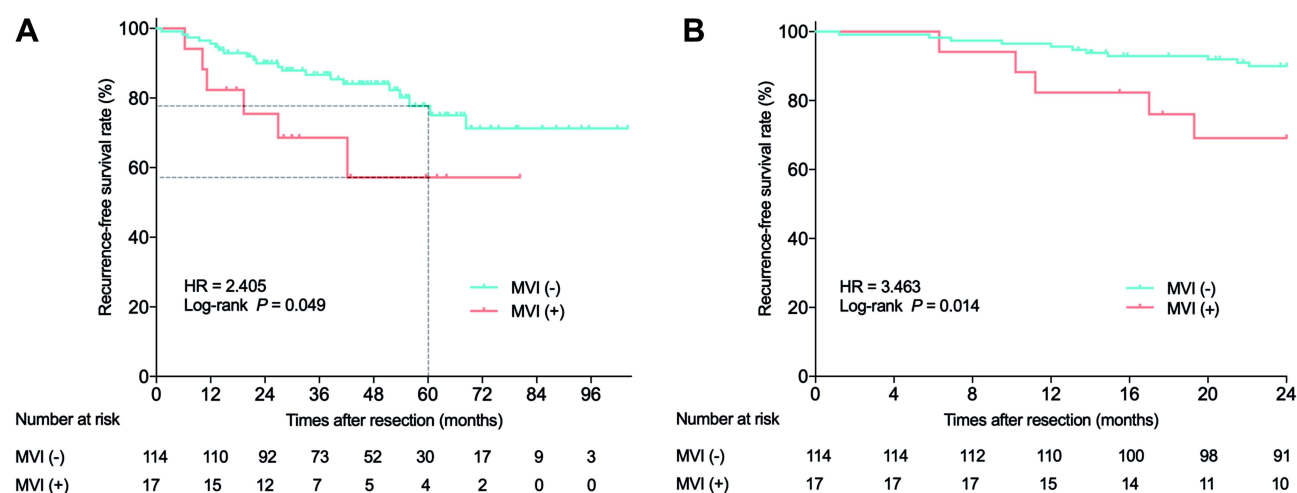 A
Recurrence-free survival rate (%)
100
80
60
40
20
0
HR = 2.405
Log-rank P = 0.049
MVI (-)
MVI (+)
0 12 24 36 48 60 72 84 96
Number at risk
Times after resection (months)
MVI (-) 114 110 92 73 52 30 17 9 3
MVI (+) 17 15 12 7 5 4 2 0 0
B
Recurrence-free survival rate (%)
100
80
60
40
20
0
HR = 3.463
Log-rank P = 0.014
MVI (-)
MVI (+)
0 4 8 12 16 20 24
Number at risk
Times after resection (months)
MVI (-) 114 114 112 110 100 98 91
MVI (+) 17 17 17 15 14 11 10